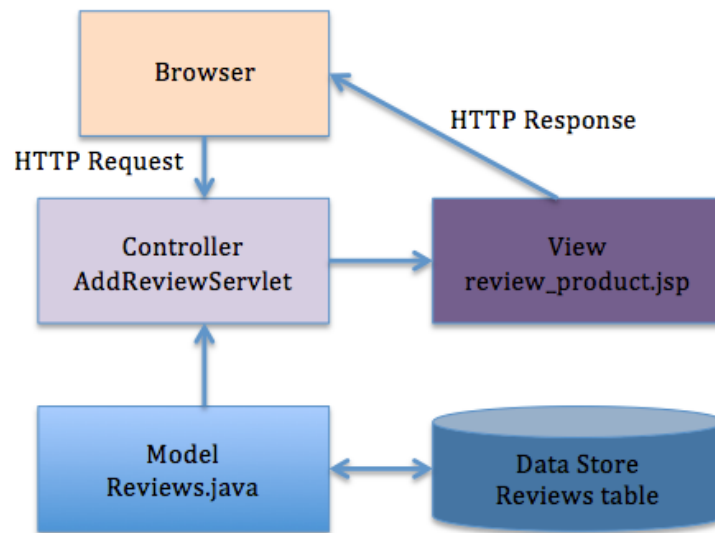 Browser
HTTP Response
HTTP Request
Controller
AddReviewServlet
View
review_product.jsp
Model
Reviews.java
Data Store
Reviews table